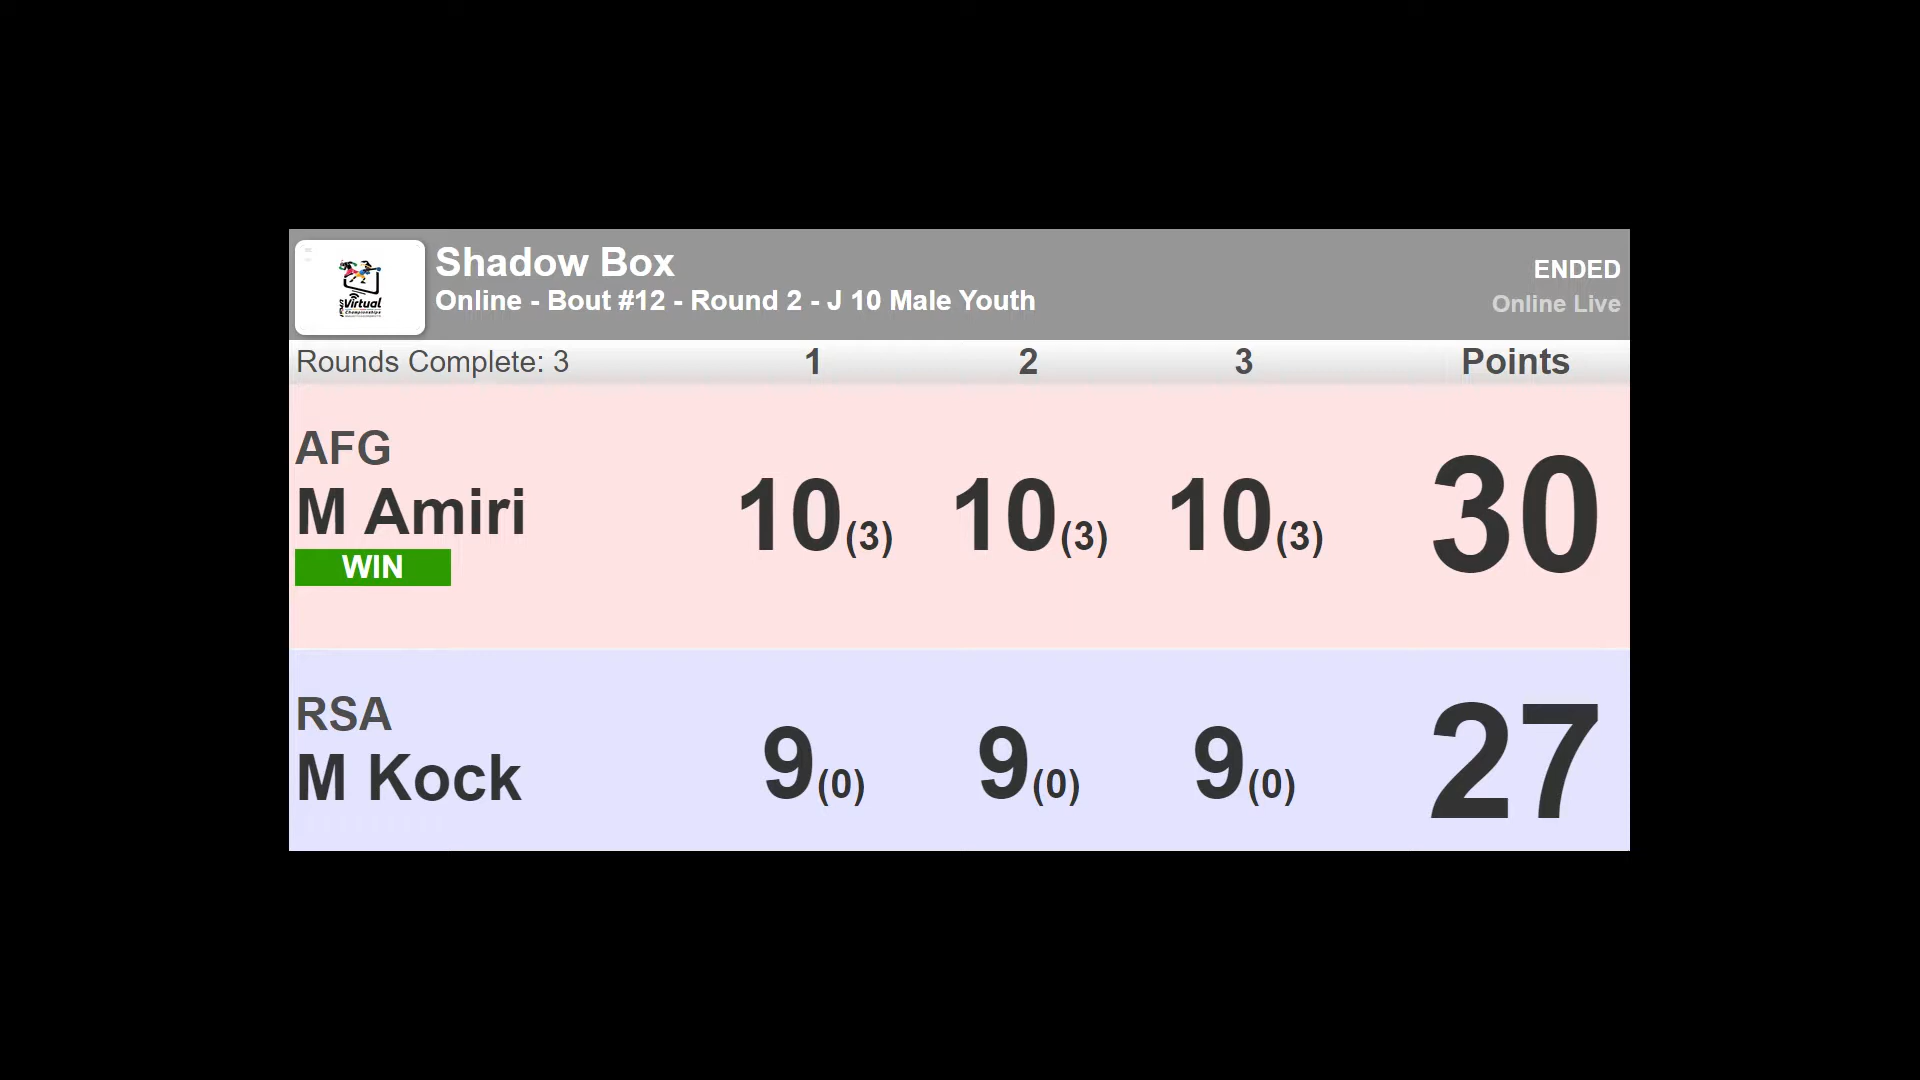 Shadow Box
Online - Bout #12 - Round 2 - J 10 Male Youth
ENDED
Online Live
Virtual
Championships
Rounds Complete: 3 1 2 3 Points
AFG
M Amiri
WIN
10(3) 10(3) 10(3) 30
RSA
M Kock
9(0) 9(0) 9(0) 27